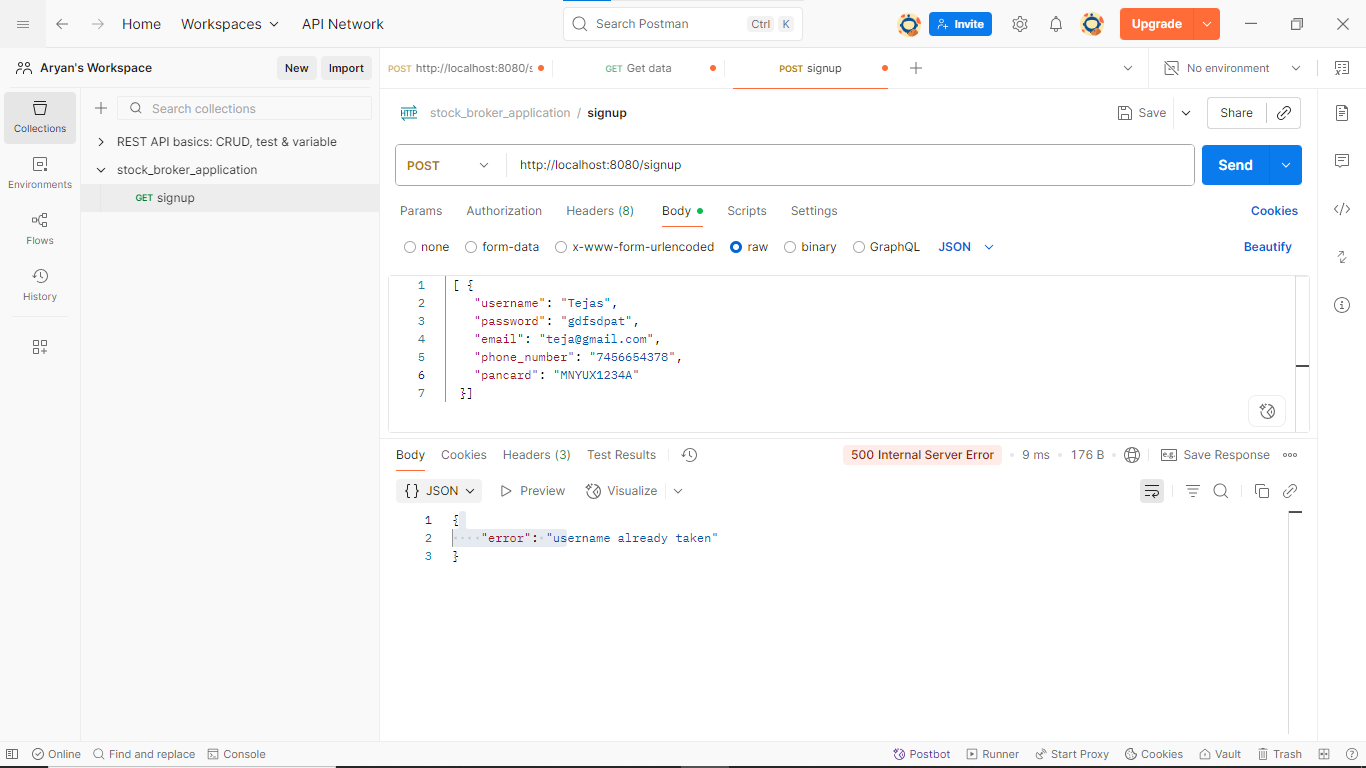 Home Workspaces API Network Search Postman Ctrl K Invite Upgrade
Aryan's Workspace New Import
POST http://localhost:8080/s GET Get data POST signup No environment
Collections
Environments
Flows
History
Search collections
REST API basics: CRUD, test & variable
stock_broker_application
GET signup
HTTP stock_broker_application / signup Save Share
POST http://localhost:8080/signup Send
Params Authorization Headers (8) Body Scripts Settings Cookies
none form-data x-www-form-urlencoded raw binary GraphQL JSON Beautify
1 [ {
2 "username": "Tejas",
3 "password": "gdfsdpat",
4 "email": "teja@gmail.com",
5 "phone_number": "7456654378",
6 "pancard": "MNYUX1234A"
7 }]
Body Cookies Headers (3) Test Results 500 Internal Server Error 9 ms 176 B e.g. Save Response
{} JSON Preview Visualize
1 {
2 "error": "username already taken"
3 }
Online Find and replace Console Postbot Runner Start Proxy Cookies Vault Trash